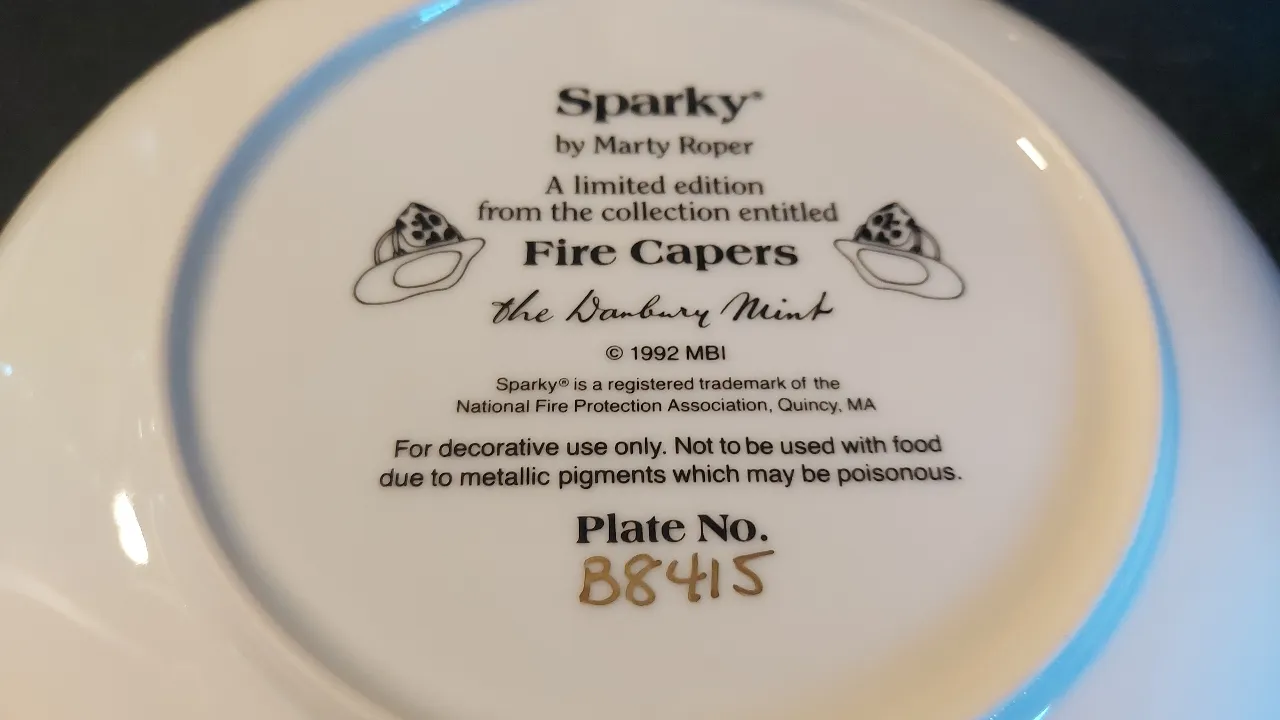 Sparky®
by Marty Roper
A limited edition
from the collection entitled
Fire Capers
the Danbury Mint
© 1992 MBI
Sparky® is a registered trademark of the
National Fire Protection Association, Quincy, MA
For decorative use only. Not to be used with food
due to metallic pigments which may be poisonous.
Plate No.
B8415